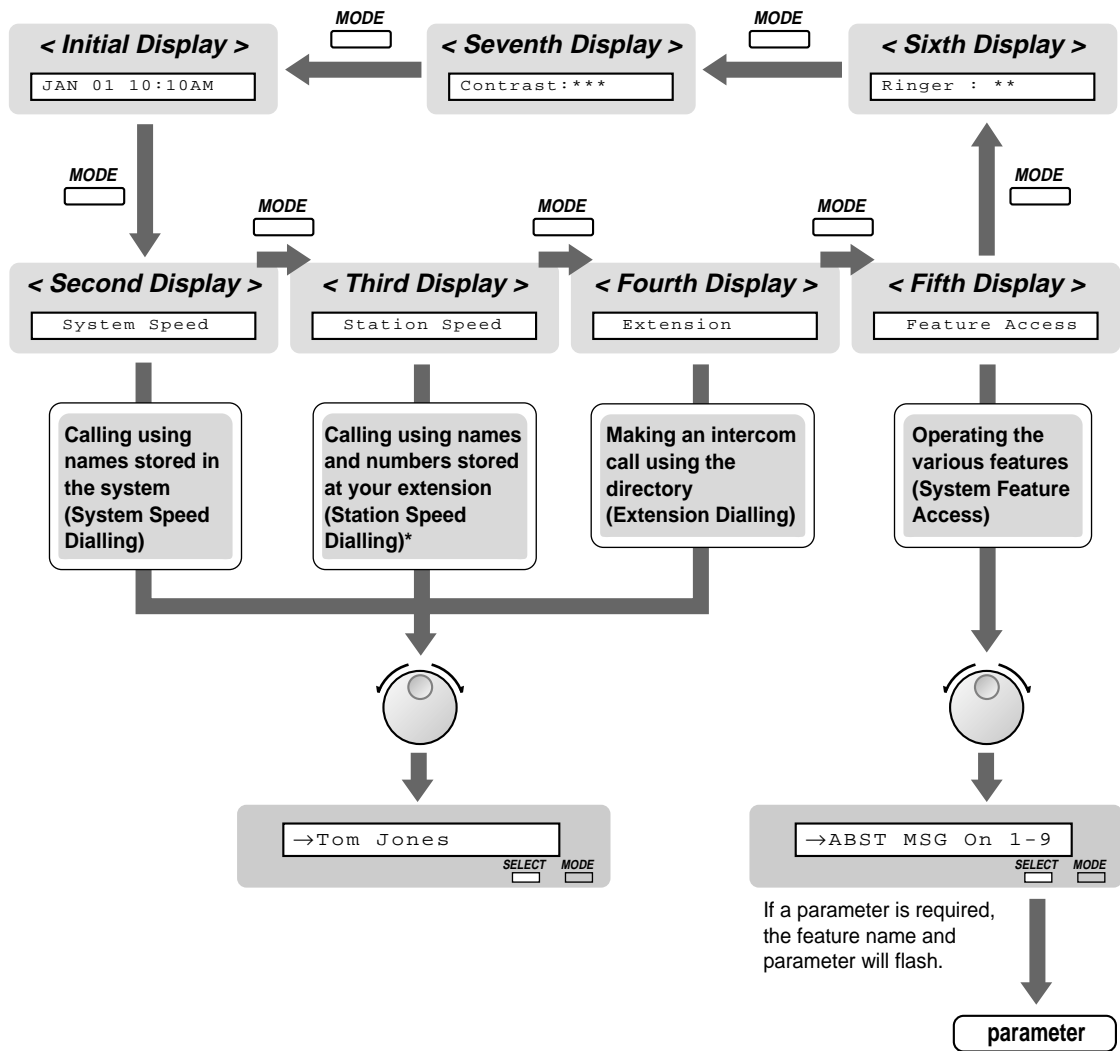 MODE
MODE
< Initial Display >
JAN 01 10:10AM
< Seventh Display >
Contrast:***
< Sixth Display >
Ringer : **
MODE
MODE
MODE
MODE
MODE
< Second Display >
System Speed
< Third Display >
Station Speed
< Fourth Display >
Extension
< Fifth Display >
Feature Access
Calling using
names stored in
the system
(System Speed
Dialling)
Calling using names
and numbers stored
at your extension
(Station Speed
Dialling)*
Making an intercom
call using the
directory
(Extension Dialling)
Operating the
various features
(System Feature
Access)
→Tom Jones
SELECT MODE
→ABST MSG On 1-9
SELECT MODE
If a parameter is required,
the feature name and
parameter will flash.
parameter